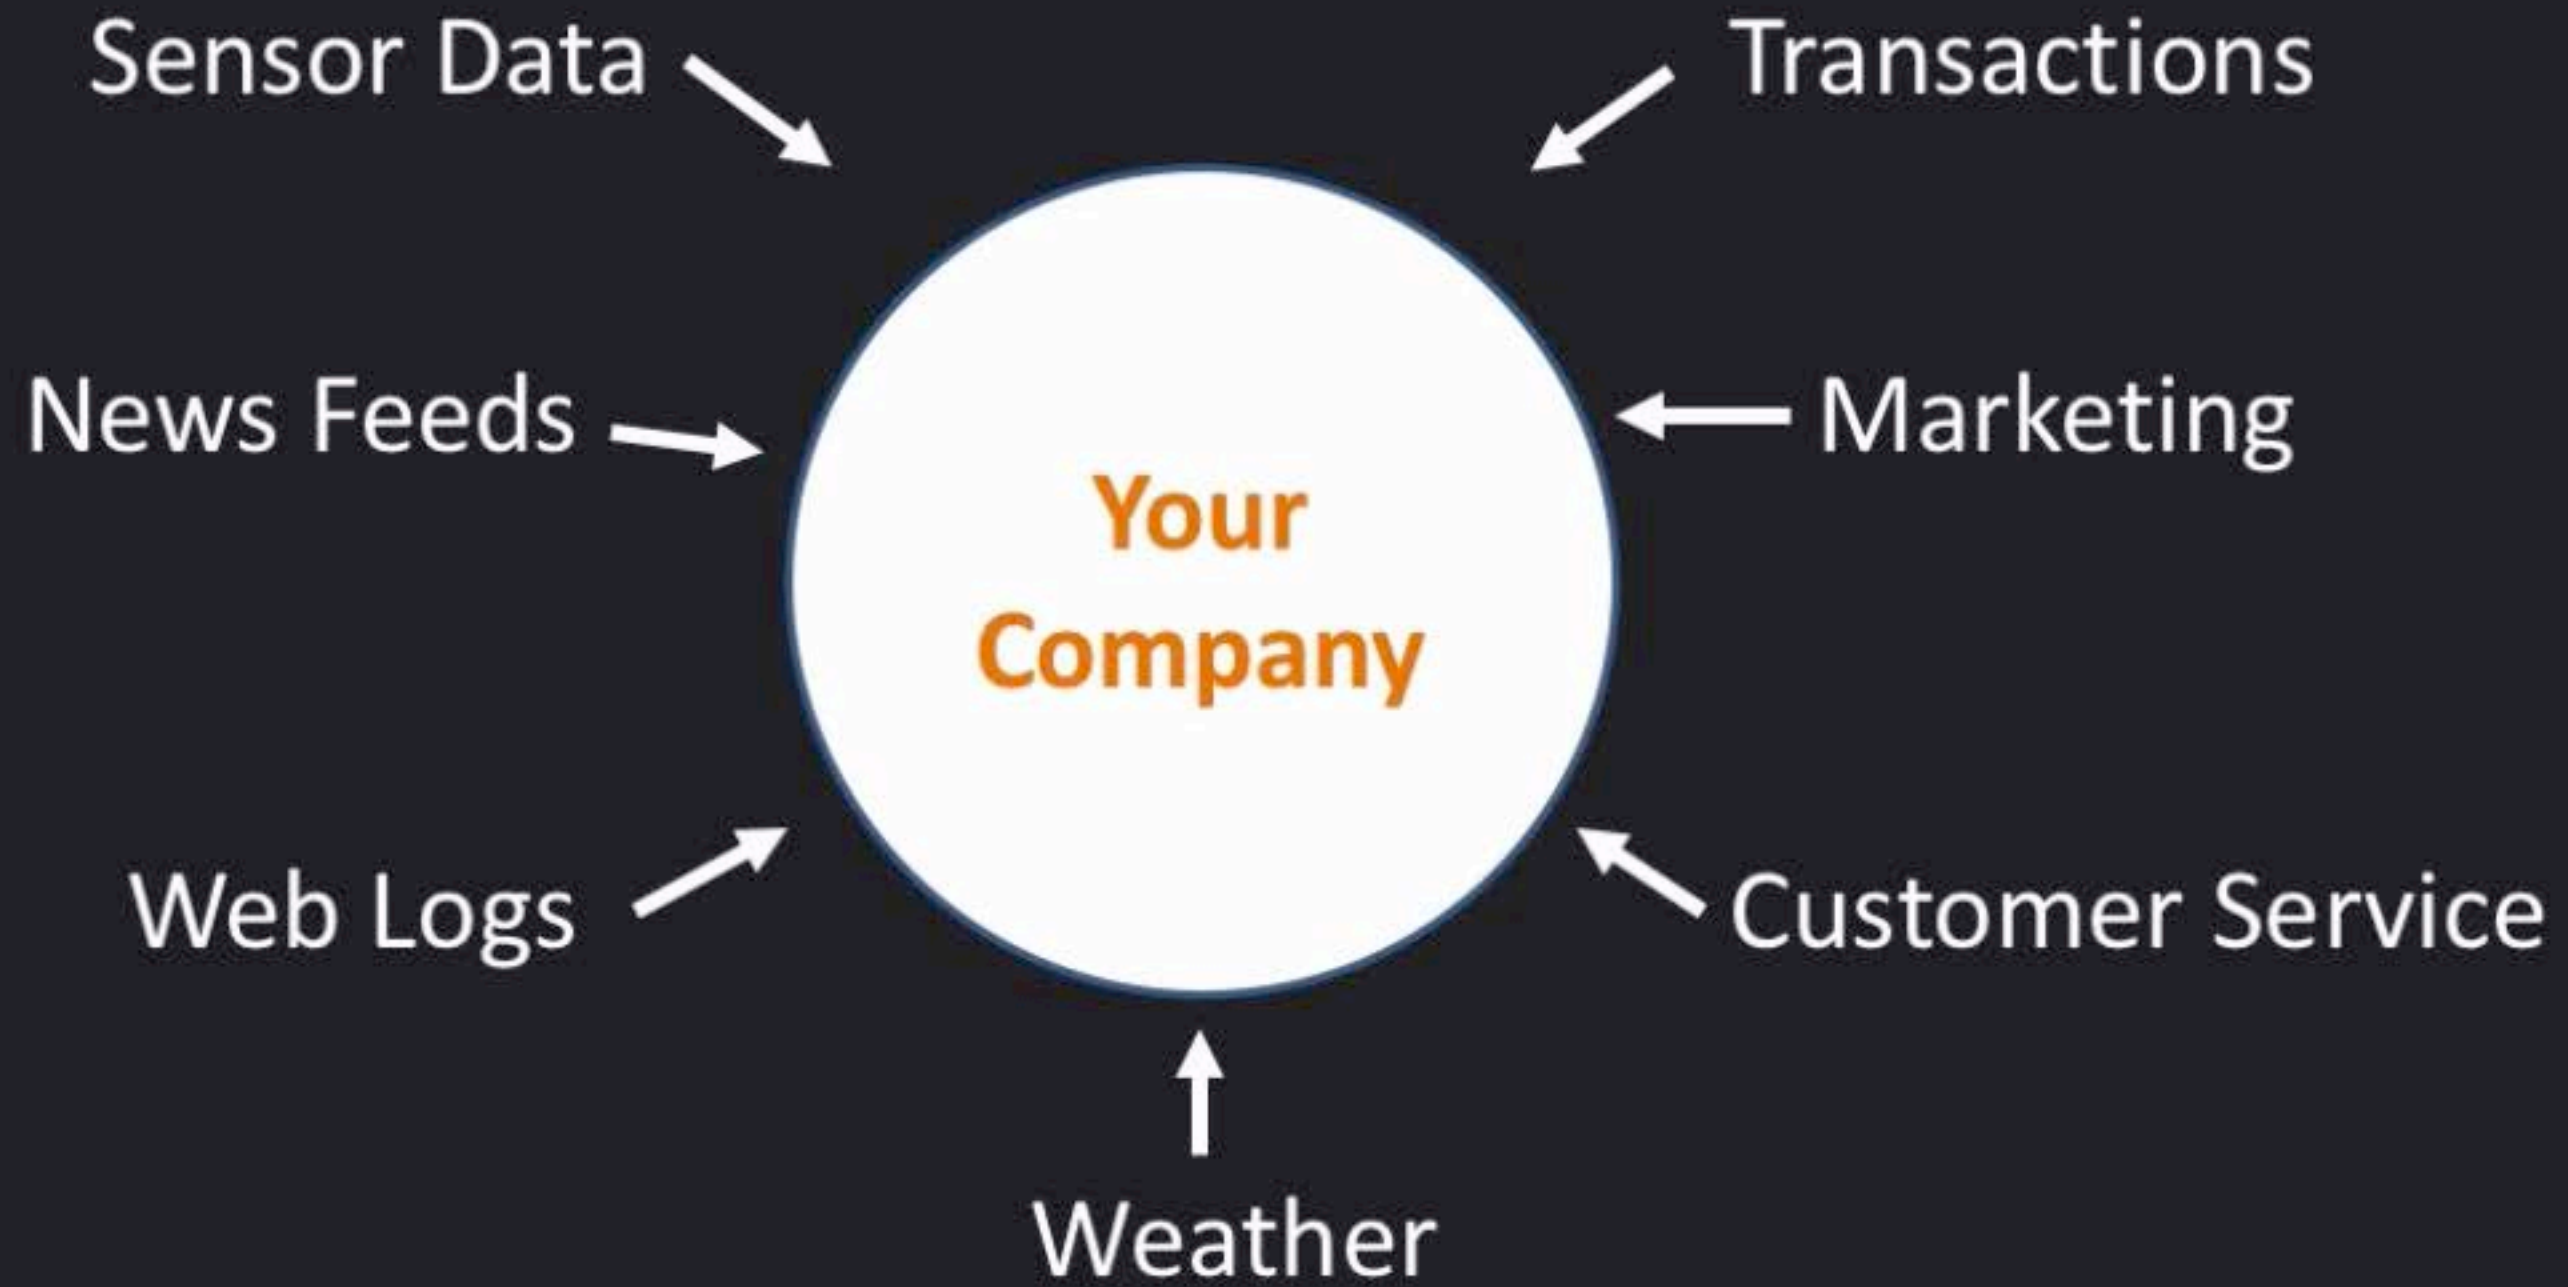 Sensor Data
Transactions
News Feeds
Marketing
Your
Company
Web Logs
Customer Service
Weather